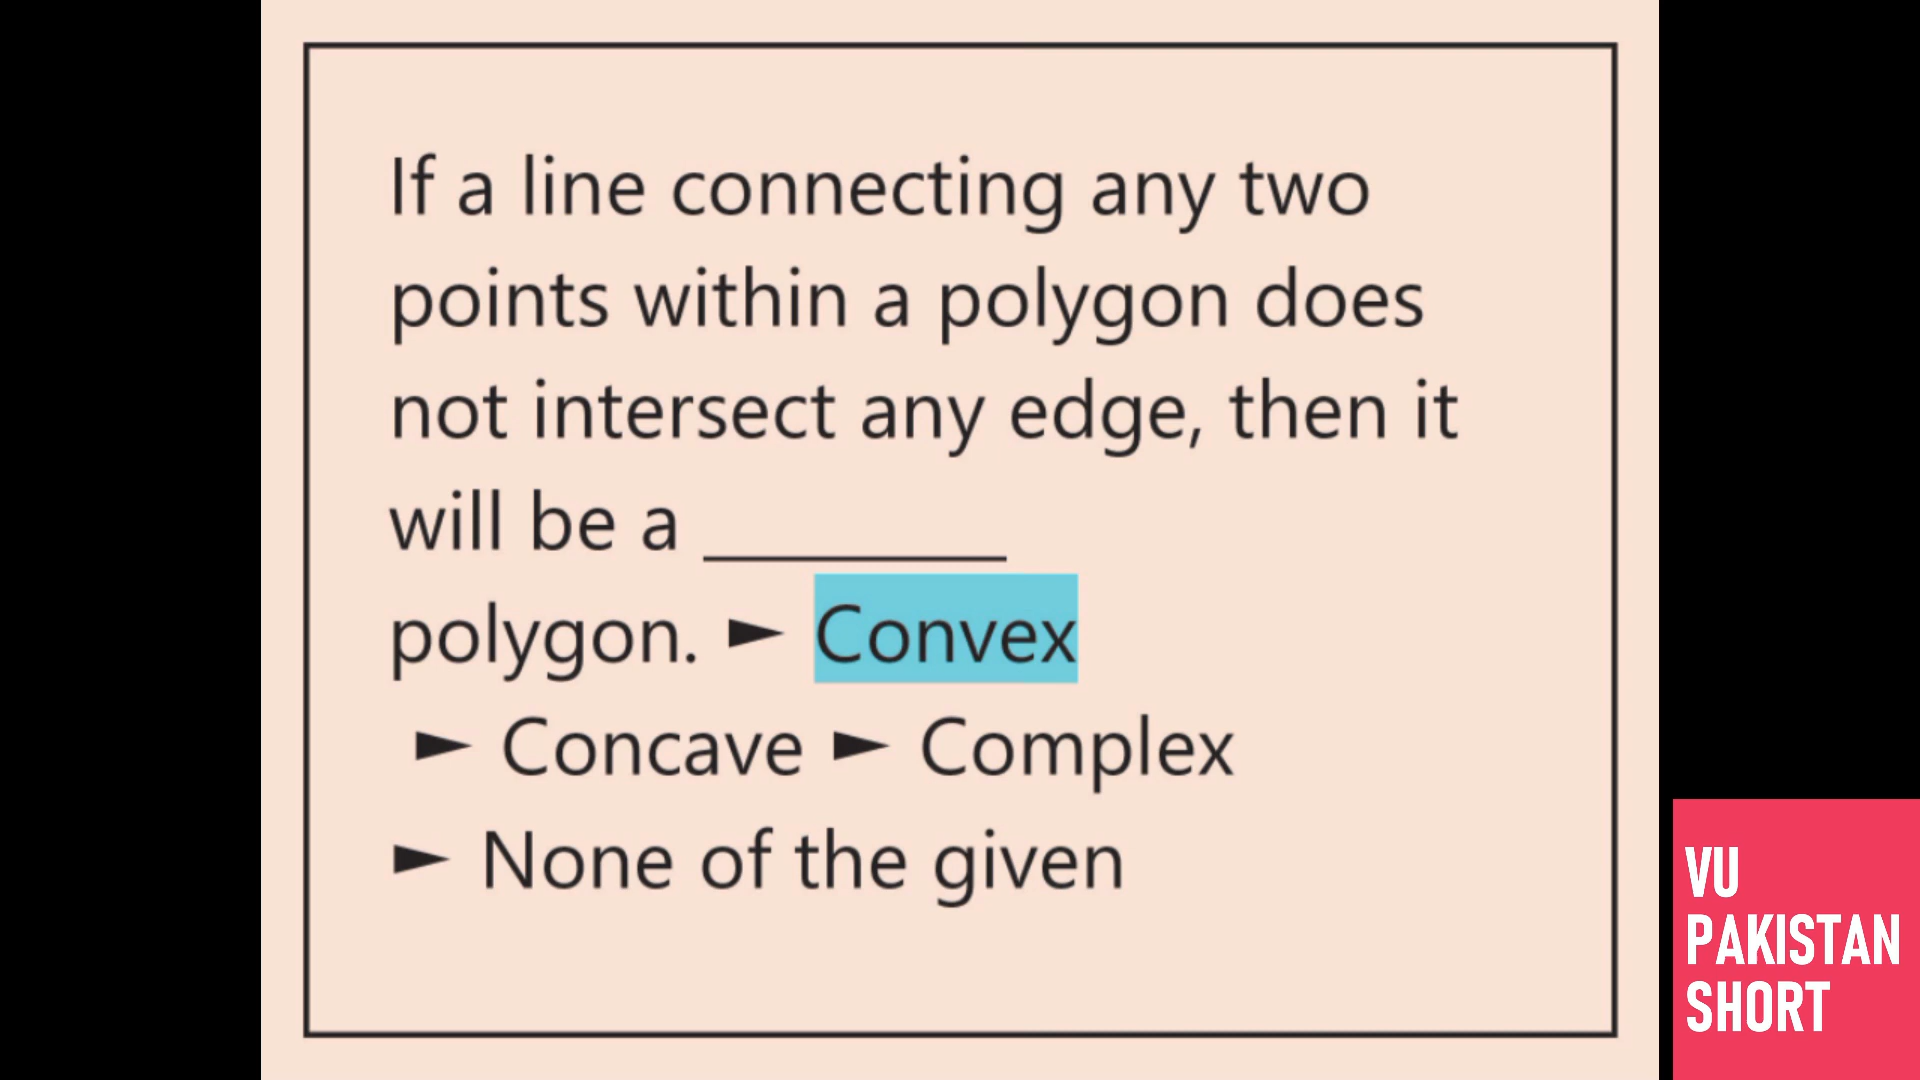 If a line connecting any two
points within a polygon does
not intersect any edge, then it
will be a ________
polygon. ► Convex
► Concave ► Complex
► None of the given
VU
PAKISTAN
SHORT